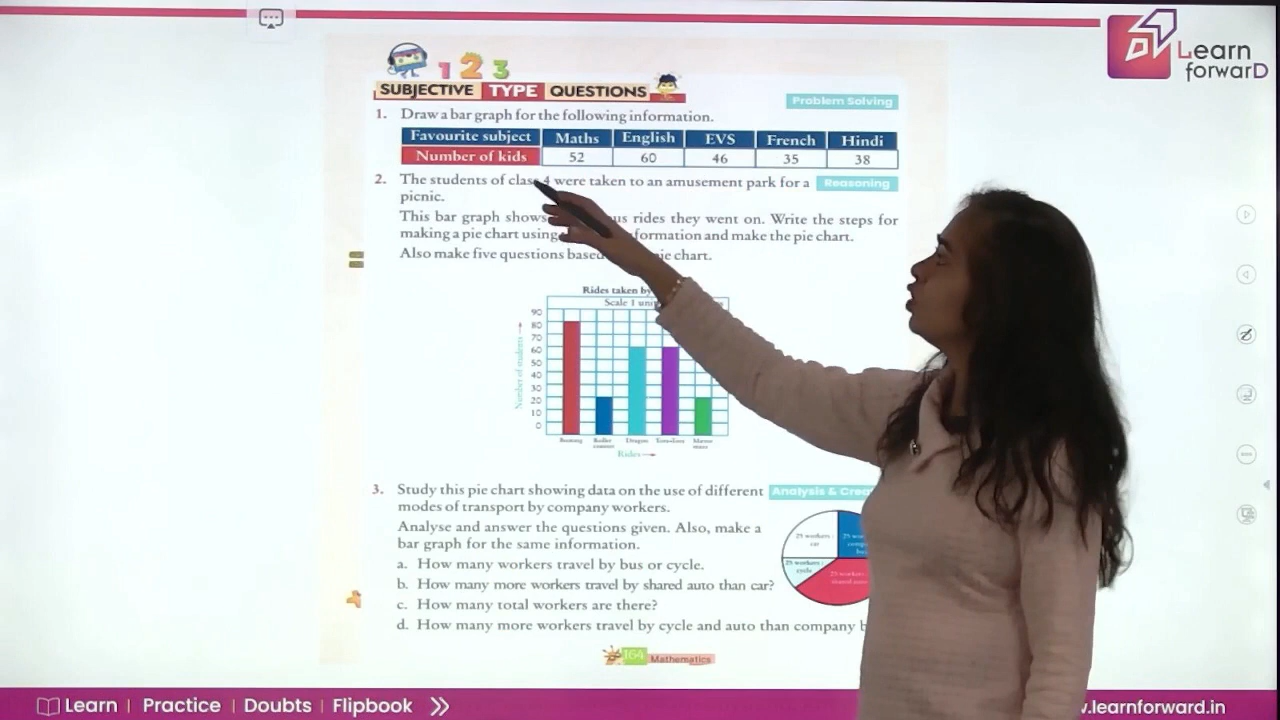 Learn
forwarD
1 2 3
SUBJECTIVE TYPE QUESTIONS
Problem Solving
1. Draw a bar graph for the following information.
Favourite subject Maths English EVS French Hindi
Number of kids 52 60 46 35 38
2. The students of class 4 were taken to an amusement park for a
Reasoning
picnic.
This bar graph shows rides they went on. Write the steps for
making a pie chart using formation and make the pie chart.
Also make five questions based chart.
Rides taken by
Scale 1 unit
90
80
70
60
50
40
30
20
10
0
Number of students
Boating Roller coaster Dragon Tora-Tora
Rides
3. Study this pie chart showing data on the use of different
Analysis &
modes of transport by company workers.
Analyse and answer the questions given. Also, make a
bar graph for the same information.
25 workers :
car
25 workers :
cycle
25 workers
a. How many workers travel by bus or cycle.
b. How many more workers travel by shared auto than car?
c. How many total workers are there?
d. How many more workers travel by cycle and auto than company
164 Mathematics
Learn | Practice | Doubts | Flipbook
.learnforward.in